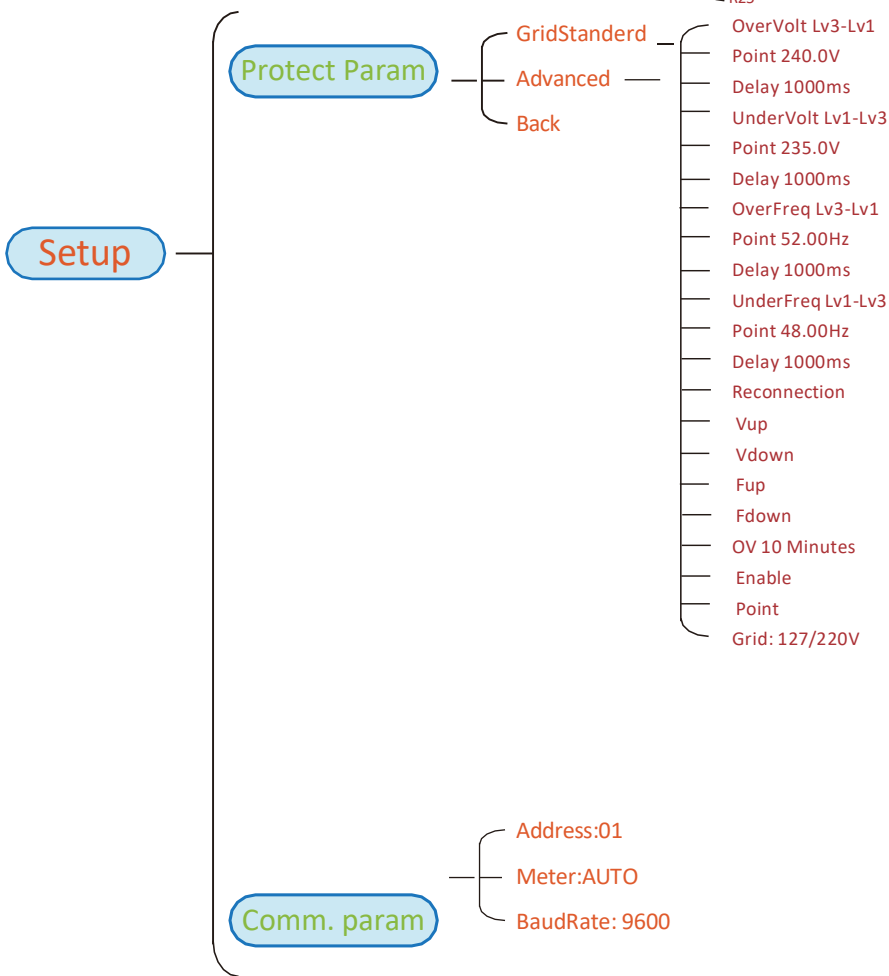 Setup
Protect Param
GridStanderd
Advanced
Back
OverVolt Lv3-Lv1
Point 240.0V
Delay 1000ms
UnderVolt Lv1-Lv3
Point 235.0V
Delay 1000ms
OverFreq Lv3-Lv1
Point 52.00Hz
Delay 1000ms
UnderFreq Lv1-Lv3
Point 48.00Hz
Delay 1000ms
Reconnection
Vup
Vdown
Fup
Fdown
OV 10 Minutes
Enable
Point
Grid: 127/220V
Comm. param
Address:01
Meter:AUTO
BaudRate: 9600